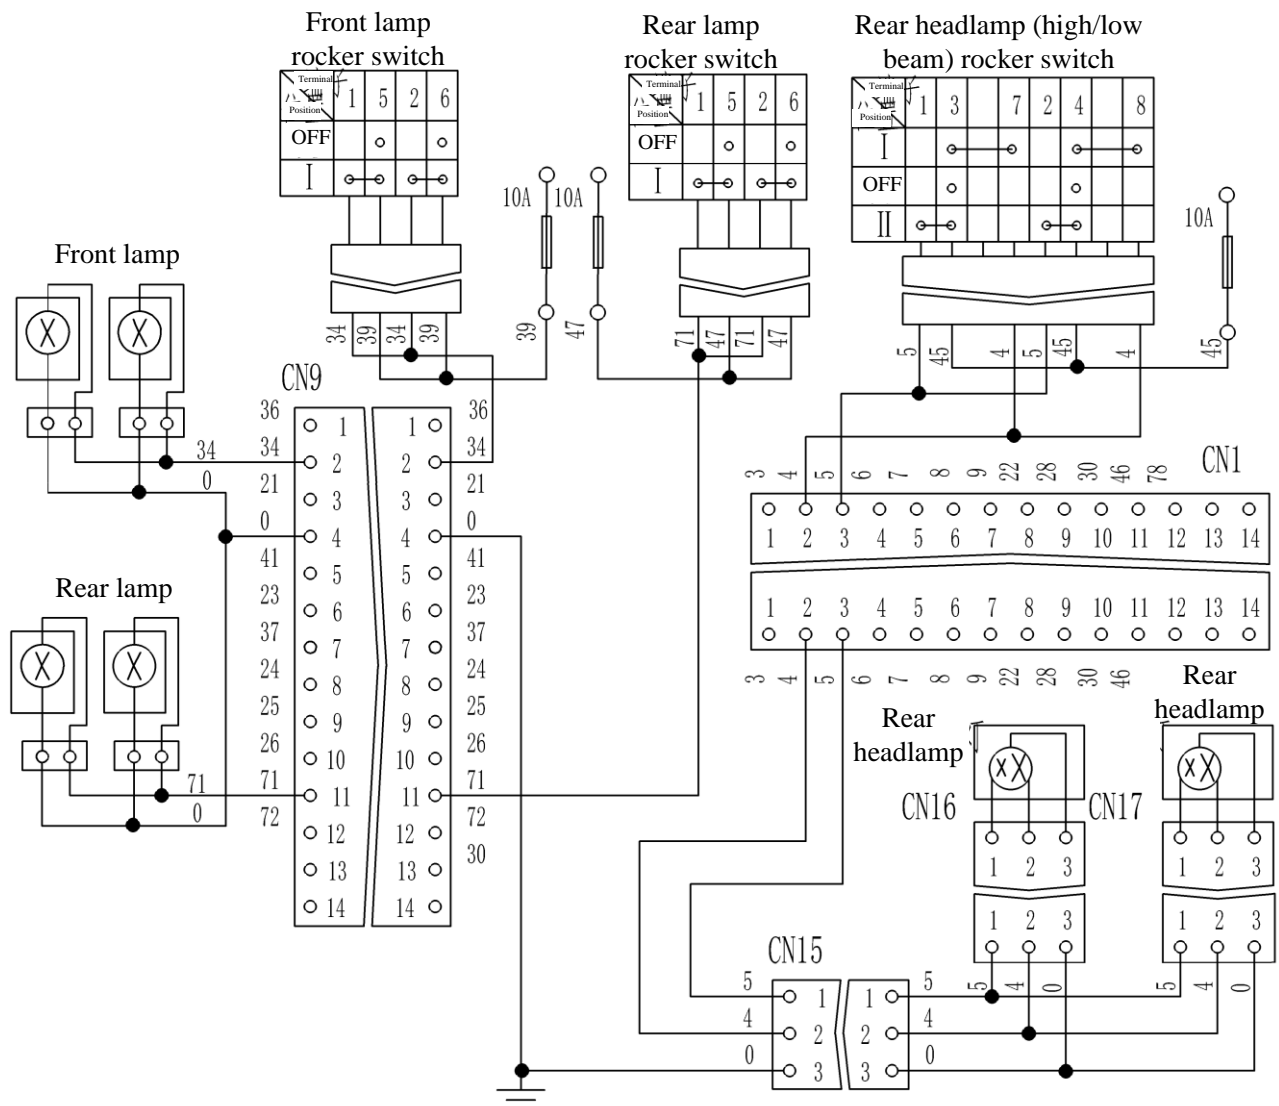 Front lamp
rocker switch
Rear lamp
rocker switch
Rear headlamp (high/low
beam) rocker switch
Terminal
Position
1 5 2 6
OFF
I
Terminal
Position
1 5 2 6
OFF
I
Terminal
Position
1 3 7 2 4 8
I
OFF
II
10A 10A
10A
34 39 34 39
39
47
71 47 71 47
5 45 4 5 45 4
45
Front lamp
34
0
Rear lamp
71
0
CN9
36 1 1 36
34 2 2 34
21 3 3 21
0 4 4 0
41 5 5 41
23 6 6 23
37 7 7 37
24 8 8 24
25 9 9 25
26 10 10 26
71 11 11 71
72 12 12 72
13 13 30
14 14
CN1
3 4 5 6 7 8 9 22 28 30 46 78
1 2 3 4 5 6 7 8 9 10 11 12 13 14
1 2 3 4 5 6 7 8 9 10 11 12 13 14
3 4 5 6 7 8 9 22 28 30 46
Rear
headlamp
Rear
headlamp
CN16
CN17
1 2 3
1 2 3
1 2 3
1 2 3
5 4 0
5 4 0
CN15
5 1 1 5
4 2 2 4
0 3 3 0